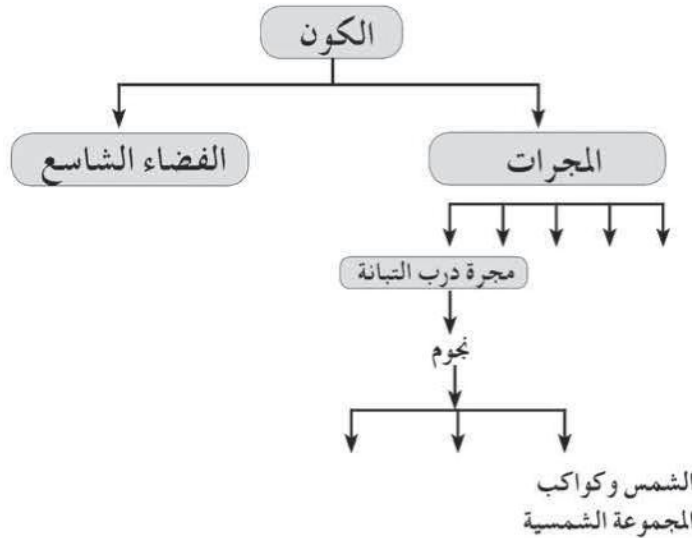 الكون
المجرات
الفضاء الشاسع
مجرة درب التبانة
نجوم
الشمس وكواكب
المجموعة الشمسية